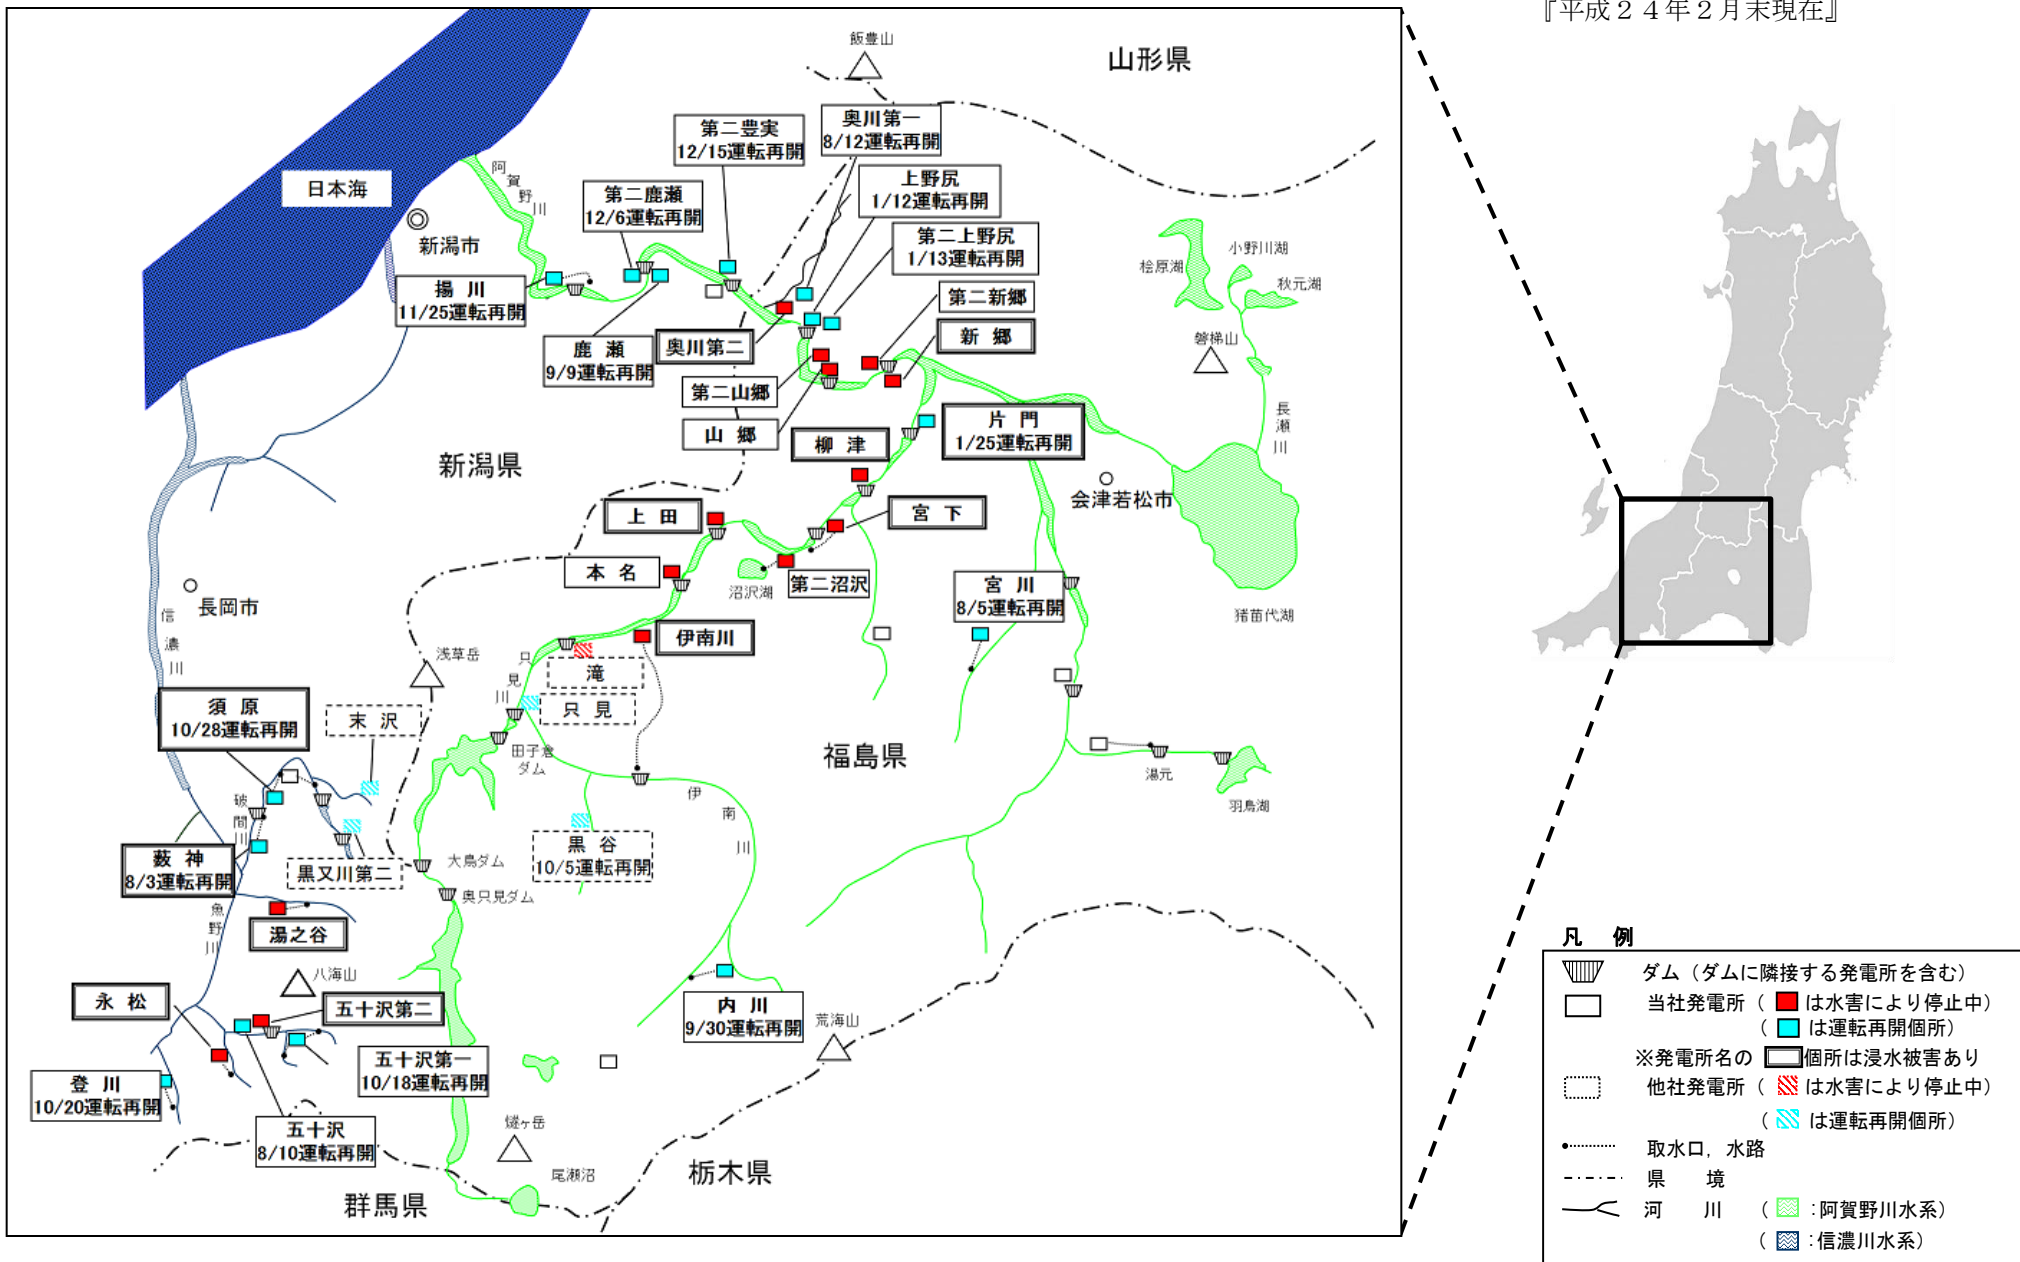 『平成２４年２月末現在』
飯豊山
山形県
奥川第一
8/12運転再開
第二豊実
12/15運転再開
阿賀野川
日本海
上野尻
1/12運転再開
第二鹿瀬
12/6運転再開
新潟市
第二上野尻
1/13運転再開
小野川湖
桧原湖
秋元湖
揚川
11/25運転再開
第二新郷
新郷
磐梯山
鹿瀬
9/9運転再開
奥川第二
第二山郷
山郷
柳津
片門
1/25運転再開
長瀬川
新潟県
会津若松市
上田
宮下
本名
第二沼沢
沼沢湖
宮川
8/5運転再開
猪苗代湖
長岡市
信濃川
伊南川
浅草岳
只見川
滝
只見
須原
10/28運転再開
末沢
田子倉
ダム
福島県
湯元
羽鳥湖
破間川
伊南川
黒谷
10/5運転再開
薮神
8/3運転再開
黒又川第二
大鳥ダム
奥只見ダム
魚野川
湯之谷
八海山
永松
五十沢第二
内川
9/30運転再開
荒海山
五十沢第一
10/18運転再開
登川
10/20運転再開
五十沢
8/10運転再開
燧ヶ岳
尾瀬沼
栃木県
群馬県
凡例
ダム（ダムに隣接する発電所を含む）
当社発電所（ は水害により停止中）
（ は運転再開個所）
※発電所名の 個所は浸水被害あり
他社発電所（ は水害により停止中）
（ は運転再開個所）
取水口，水路
県境
河川（ ：阿賀野川水系）
（ ：信濃川水系）